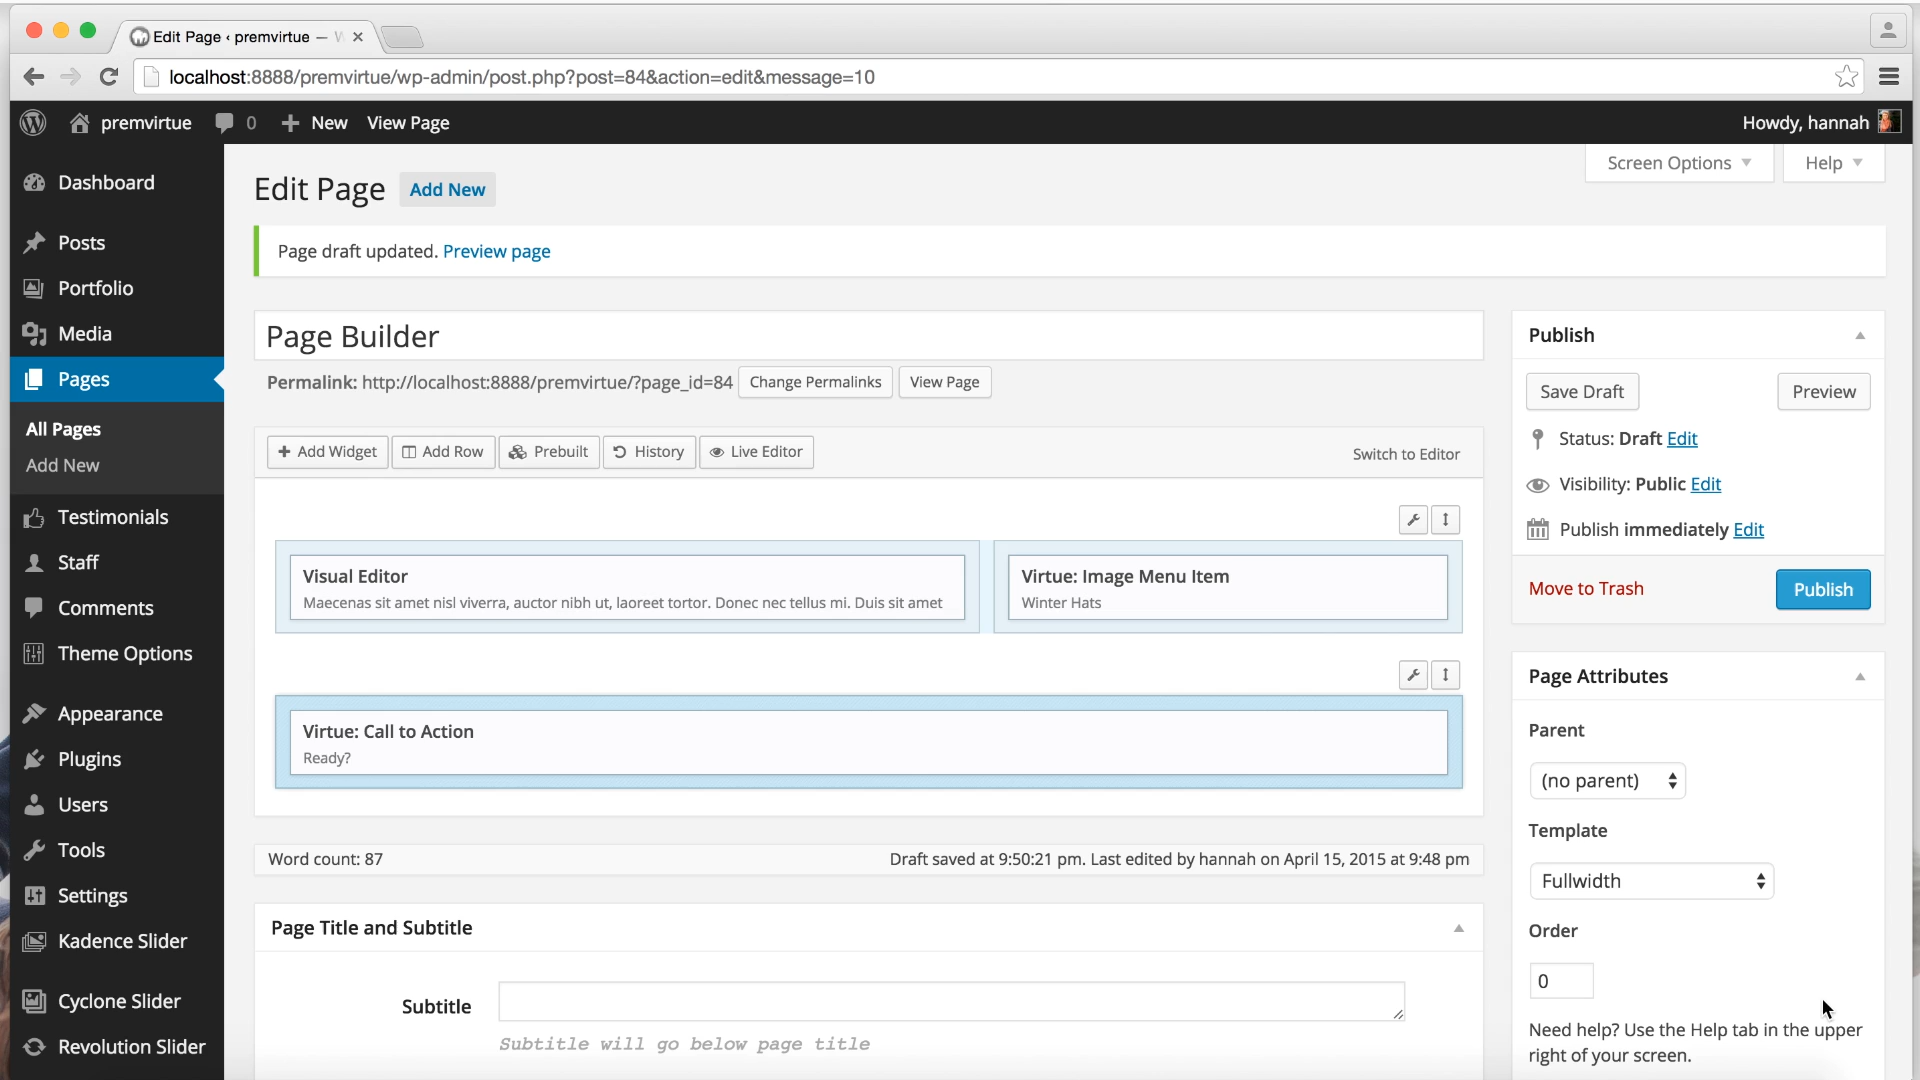 Edit Page ‹ premvirtue —
localhost:8888/premvirtue/wp-admin/post.php?post=84&action=edit&message=10
premvirtue 0 New View Page Howdy, hannah
Screen Options Help
Edit Page Add New
Page draft updated. Preview page
Dashboard
Posts
Portfolio
Media
Pages
All Pages
Add New
Testimonials
Staff
Comments
Theme Options
Appearance
Plugins
Users
Tools
Settings
Kadence Slider
Cyclone Slider
Revolution Slider
Page Builder
Permalink: http://localhost:8888/premvirtue/?page_id=84 Change Permalinks View Page
Add Widget Add Row Prebuilt History Live Editor Switch to Editor
Visual Editor
Maecenas sit amet nisl viverra, auctor nibh ut, laoreet tortor. Donec nec tellus mi. Duis sit amet
Virtue: Image Menu Item
Winter Hats
Virtue: Call to Action
Ready?
Word count: 87 Draft saved at 9:50:21 pm. Last edited by hannah on April 15, 2015 at 9:48 pm
Page Title and Subtitle
Subtitle
Subtitle will go below page title
Publish
Save Draft Preview
Status: Draft Edit
Visibility: Public Edit
Publish immediately Edit
Move to Trash Publish
Page Attributes
Parent
(no parent)
Template
Fullwidth
Order
0
Need help? Use the Help tab in the upper
right of your screen.